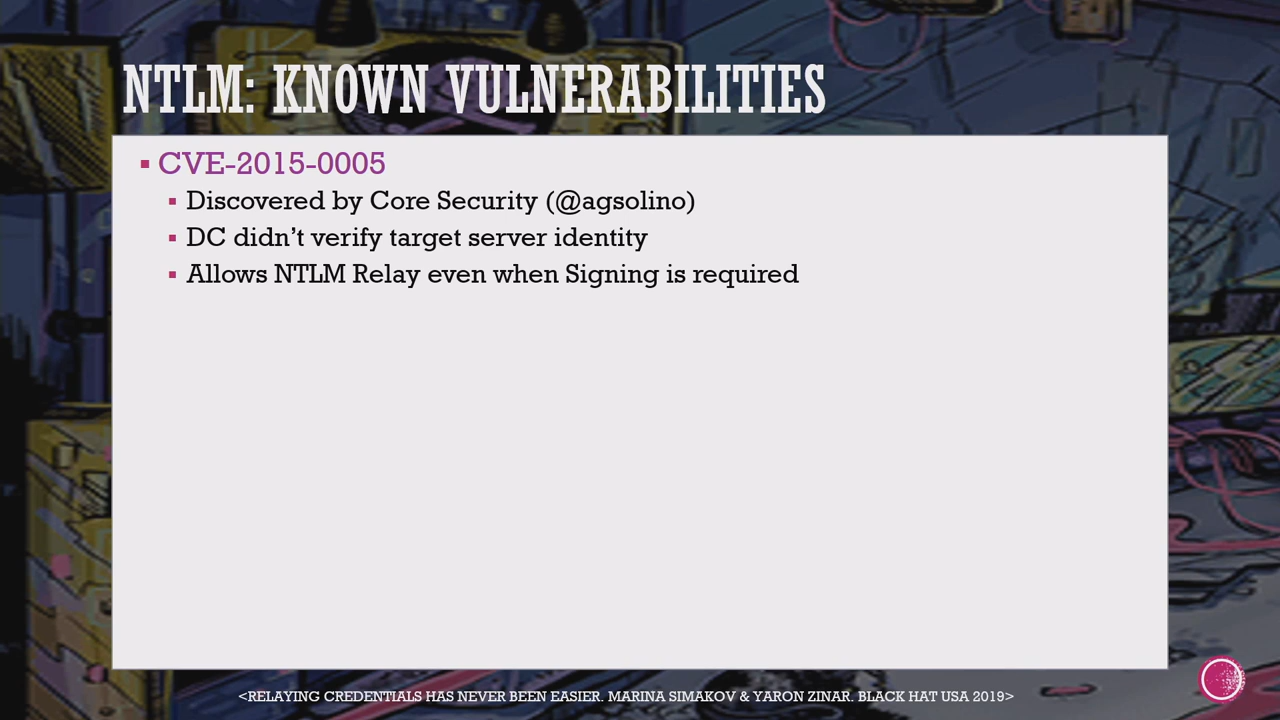 NTLM: KNOWN VULNERABILITIES
▪ CVE-2015-0005
▪ Discovered by Core Security (@agsolino)
▪ DC didn’t verify target server identity
▪ Allows NTLM Relay even when Signing is required
<RELAYING CREDENTIALS HAS NEVER BEEN EASIER. MARINA SIMAKOV & YARON ZINAR. BLACK HAT USA 2019>